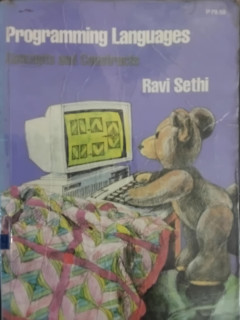 Programming Languages
Concepts and Constructs
Ravi Sethi